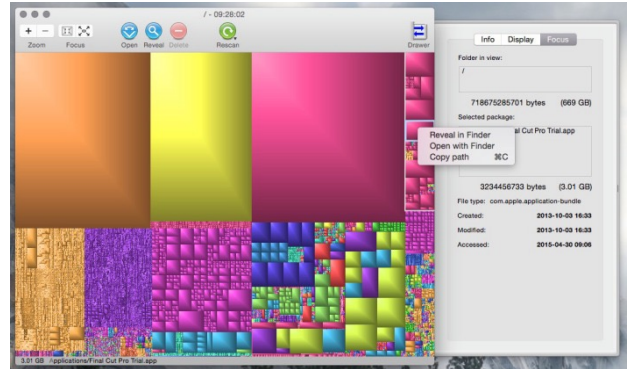 / - 09:28:02
Zoom Focus Open Reveal Delete Rescan Drawer
Info Display Focus
Folder in view:
/
718675285701 bytes (669 GB)
Selected package:
al Cut Pro Trial.app
Reveal in Finder
Open with Finder
Copy path ⌘C
3234456733 bytes (3.01 GB)
File type: com.apple.application-bundle
Created: 2013-10-03 16:33
Modified: 2013-10-03 16:33
Accessed: 2015-04-30 09:06
3.01 GB Applications/Final Cut Pro Trial.app